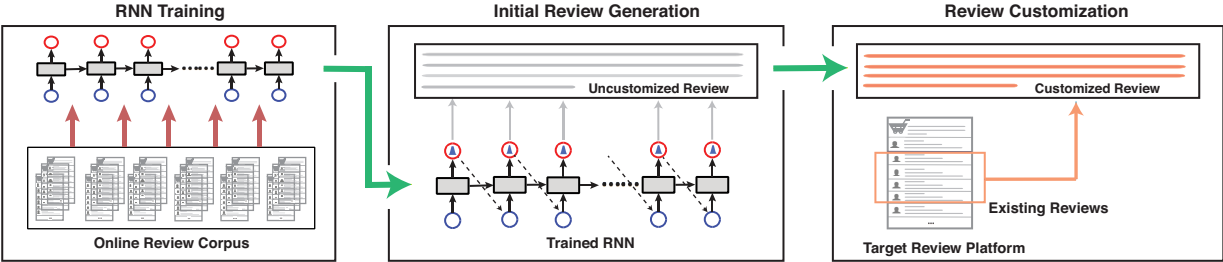 RNN Training
Online Review Corpus
Initial Review Generation
Uncustomized Review
Trained RNN
Review Customization
Customized Review
Existing Reviews
Target Review Platform